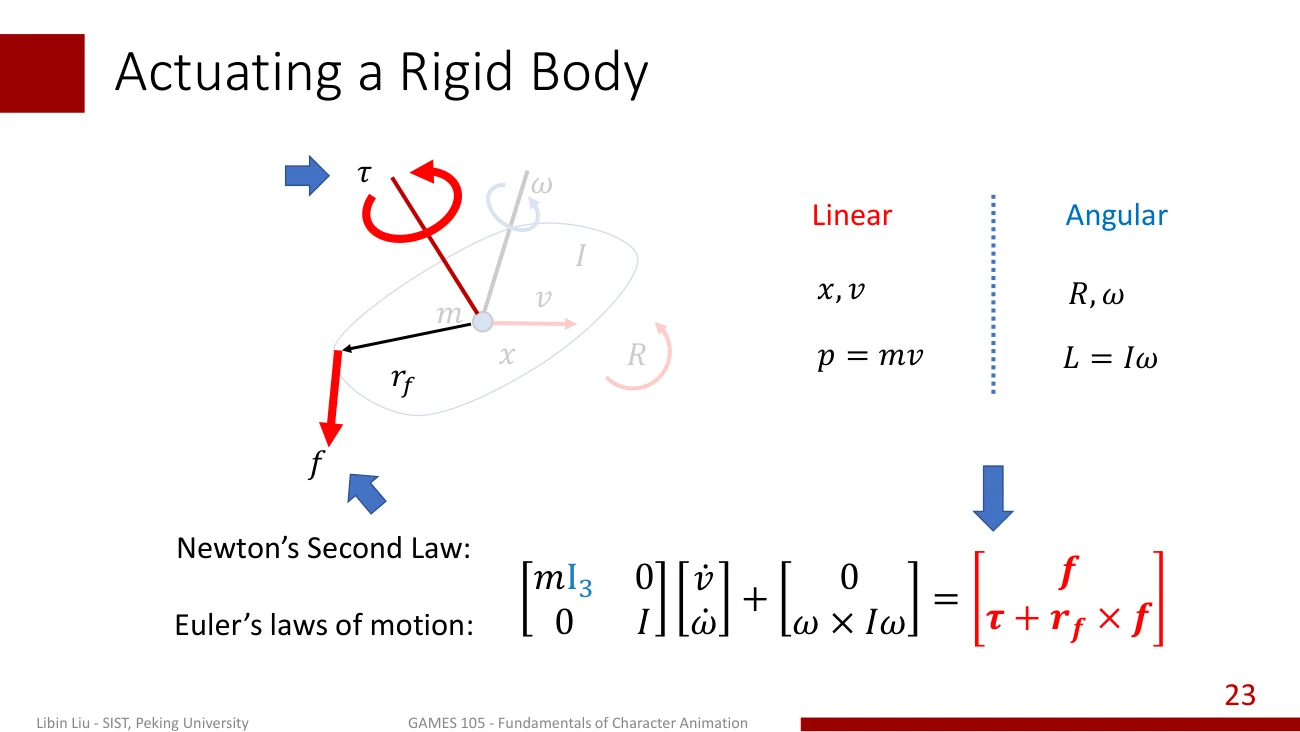 Actuating a Rigid Body
τ
ω
I
v
m
x
R
r_f
f
Linear
Angular
x, v
R, ω
p = mv
L = Iω
Newton's Second Law:
Euler's laws of motion:
[mI₃ 0; 0 I] [v̇; ω̇] + [0; ω × Iω] = [f; τ + r_f × f]
23
Libin Liu - SIST, Peking University
GAMES 105 - Fundamentals of Character Animation